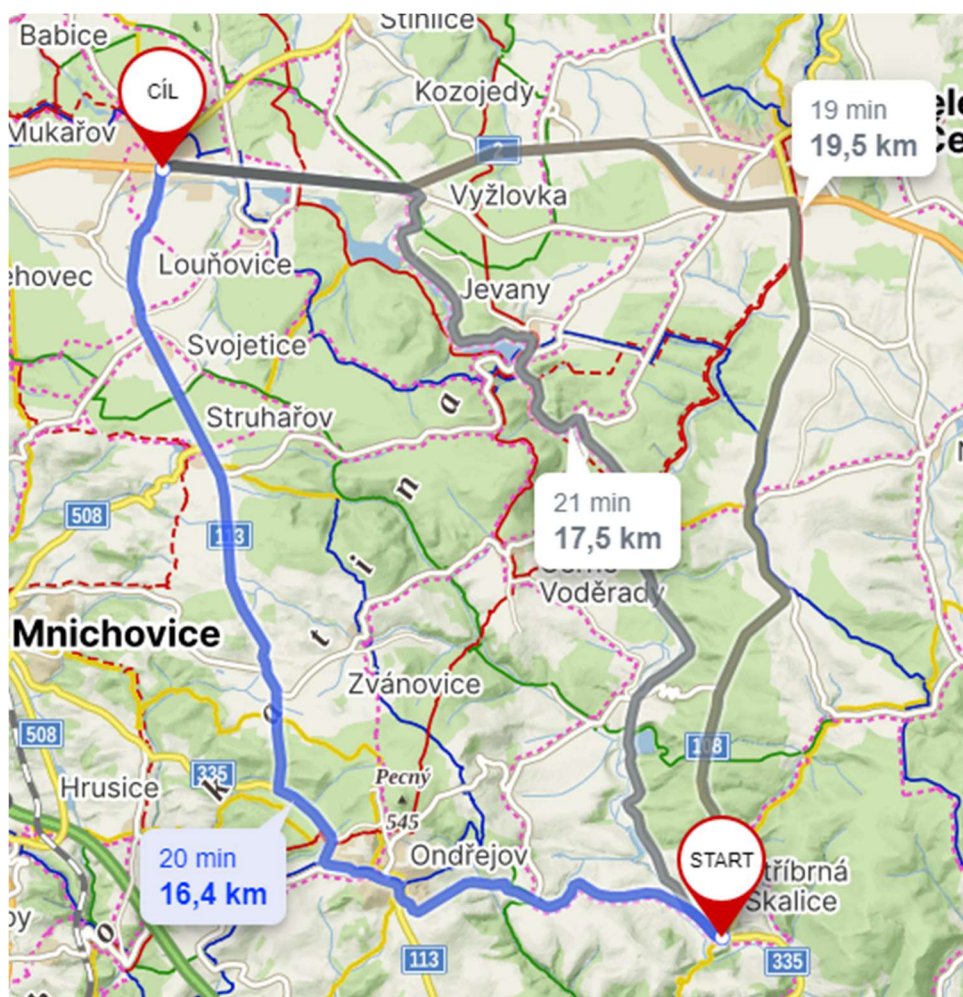 Babice
CÍL
Kozojedy
19 min
19,5 km
Mukařov
2
Vyžlovka
Louňovice
Jevany
Svojetice
Struhařov
a
n
508
21 min
17,5 km
113
i
Voděrady
t
Mnichovice
Zvánovice
c
508
108
335
Pecný
545
Hrusice
k
20 min
16,4 km
Ondřejov
START
Skalice
o
113
335